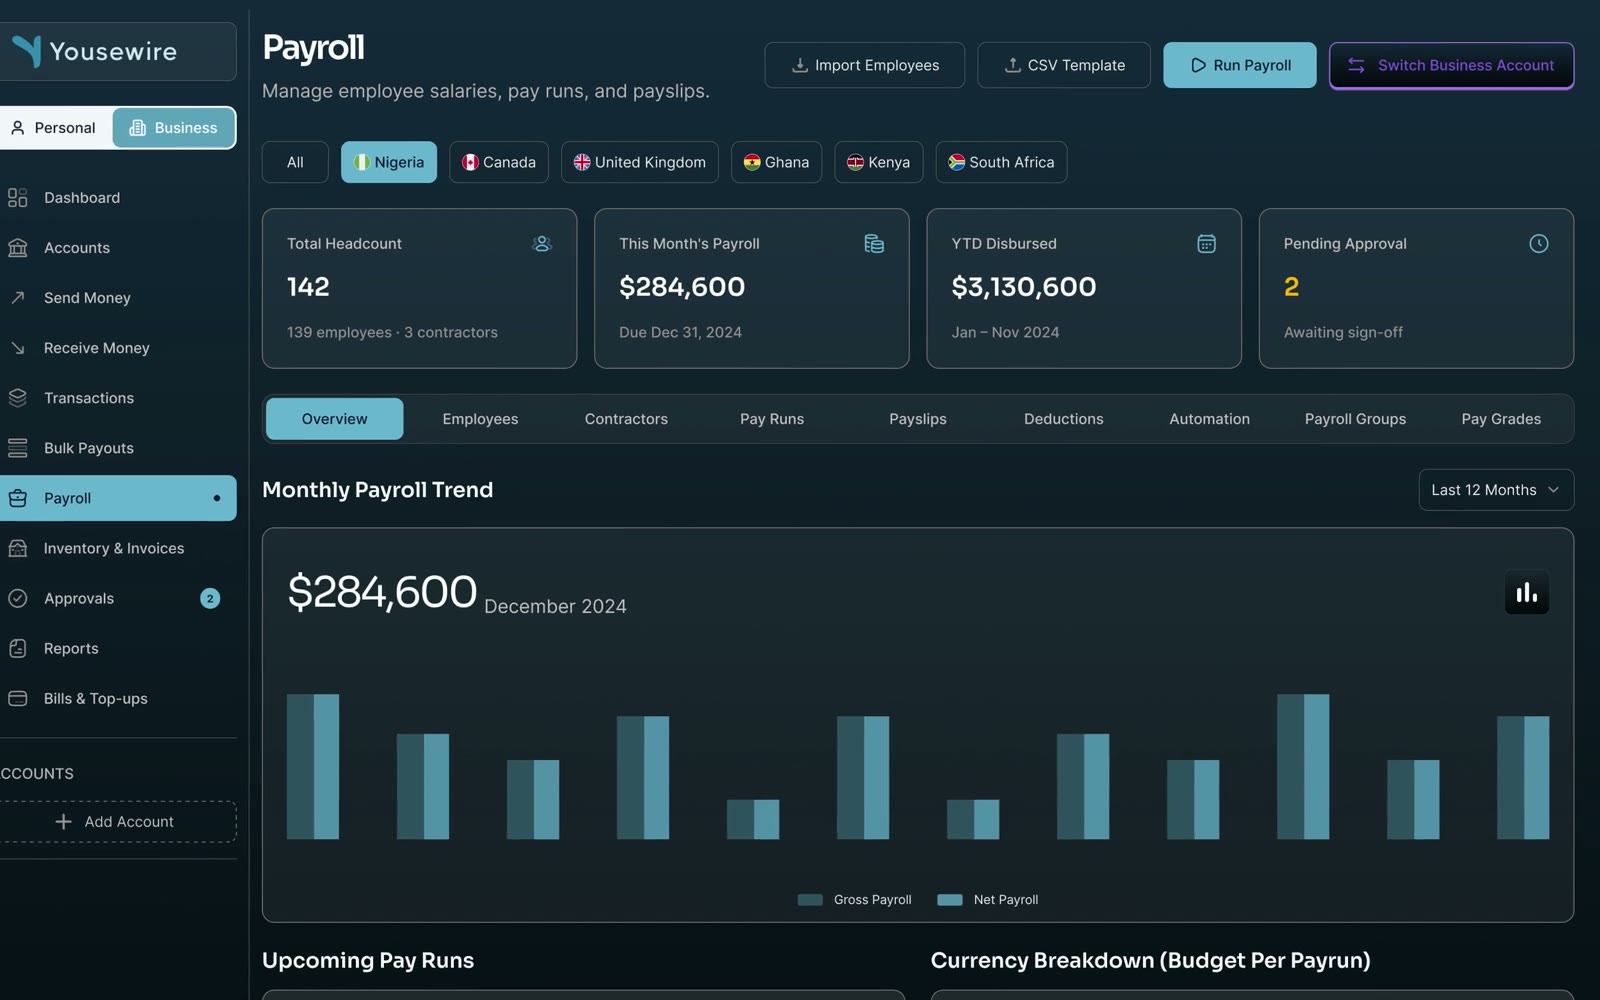 Yousewire
Personal
Business
Dashboard
Accounts
Send Money
Receive Money
Transactions
Bulk Payouts
Payroll
Inventory & Invoices
Approvals
2
Reports
Bills & Top-ups
CCOUNTS
Add Account
Payroll
Manage employee salaries, pay runs, and payslips.
Import Employees
CSV Template
Run Payroll
Switch Business Account
All
Nigeria
Canada
United Kingdom
Ghana
Kenya
South Africa
Total Headcount
142
139 employees · 3 contractors
This Month's Payroll
$284,600
Due Dec 31, 2024
YTD Disbursed
$3,130,600
Jan – Nov 2024
Pending Approval
2
Awaiting sign-off
Overview
Employees
Contractors
Pay Runs
Payslips
Deductions
Automation
Payroll Groups
Pay Grades
Monthly Payroll Trend
Last 12 Months
$284,600 December 2024
Gross Payroll
Net Payroll
Upcoming Pay Runs
Currency Breakdown (Budget Per Payrun)